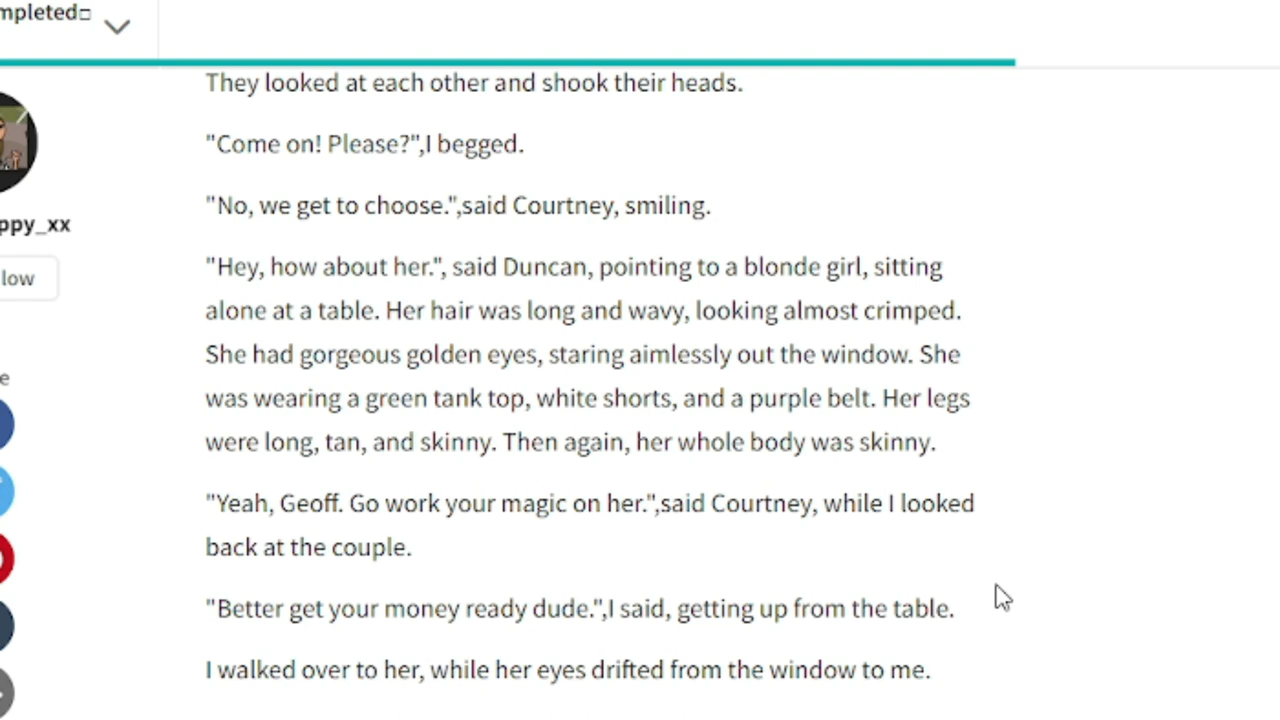 mpleted
They looked at each other and shook their heads.
"Come on! Please?",I begged.
ppy_xx
"No, we get to choose.",said Courtney, smiling.
low
"Hey, how about her.", said Duncan, pointing to a blonde girl, sitting
alone at a table. Her hair was long and wavy, looking almost crimped.
She had gorgeous golden eyes, staring aimlessly out the window. She
e
was wearing a green tank top, white shorts, and a purple belt. Her legs
were long, tan, and skinny. Then again, her whole body was skinny.
"Yeah, Geoff. Go work your magic on her.",said Courtney, while I looked
back at the couple.
"Better get your money ready dude.",I said, getting up from the table.
I walked over to her, while her eyes drifted from the window to me.